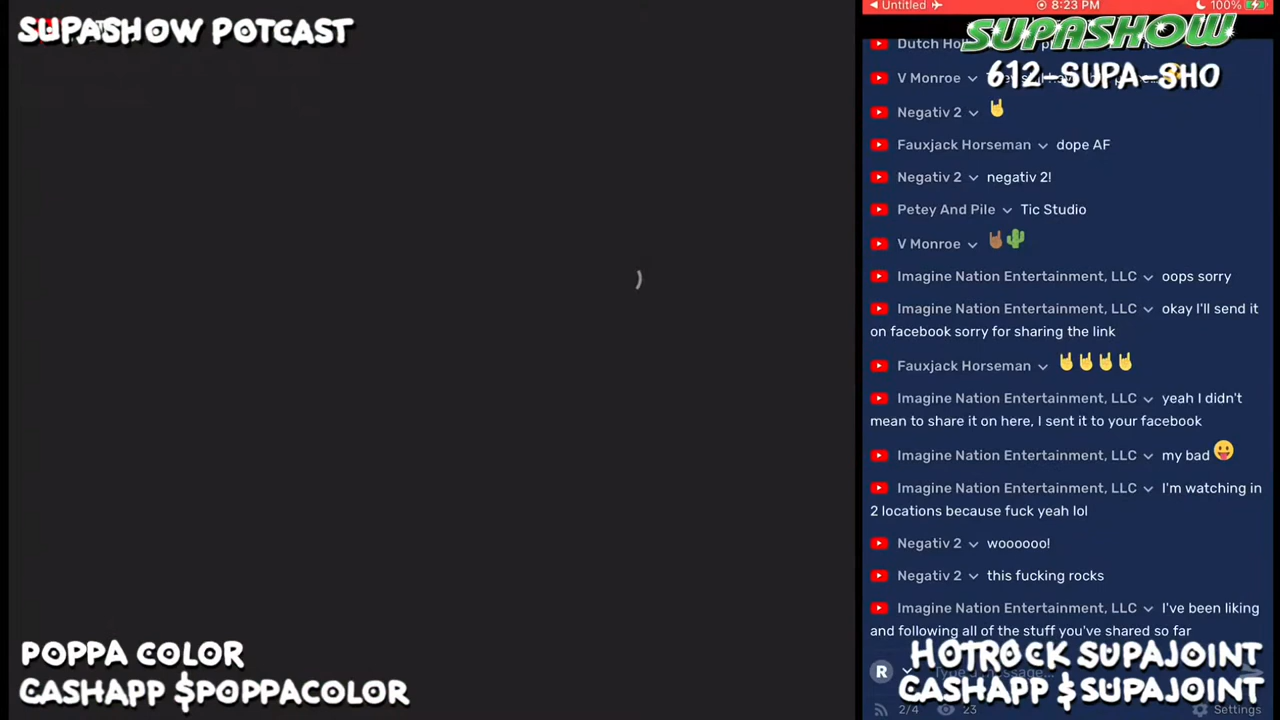 SUPASHOW POTCAST
Untitled
8:23 PM
100%
SUPASHOW
612-SUPA-SHO
Dutch
V Monroe
Negativ 2 🤘
Fauxjack Horseman dope AF
Negativ 2 negativ 2!
Petey And Pile Tic Studio
V Monroe 🤘🏾🌵
Imagine Nation Entertainment, LLC oops sorry
Imagine Nation Entertainment, LLC okay I'll send it
on facebook sorry for sharing the link
Fauxjack Horseman 🤘🤘🤘🤘
Imagine Nation Entertainment, LLC yeah I didn't
mean to share it on here, I sent it to your facebook
Imagine Nation Entertainment, LLC my bad 😛
Imagine Nation Entertainment, LLC I'm watching in
2 locations because fuck yeah lol
Negativ 2 woooooo!
Negativ 2 this fucking rocks
Imagine Nation Entertainment, LLC I've been liking
and following all of the stuff you've shared so far
POPPA COLOR
CASHAPP $POPPACOLOR
HOTROCK SUPAJOINT
CASHAPP $SUPAJOINT
R
2/4
23
Settings